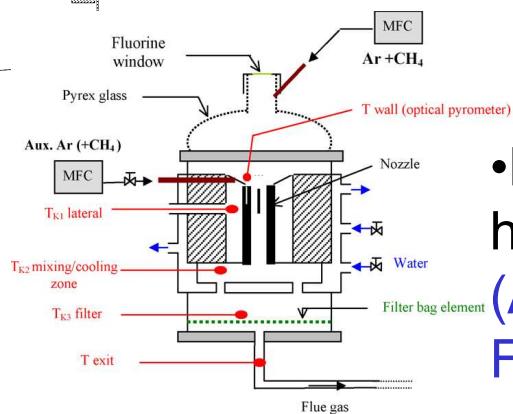 MFC
Ar +CH₄
Fluorine
window
Pyrex glass
T wall (optical pyrometer)
Aux. Ar (+CH₄)
MFC
Nozzle
T_K1 lateral
T_K2 mixing/cooling
zone
Water
T_K3 filter
Filter bag element
T exit
Flue gas